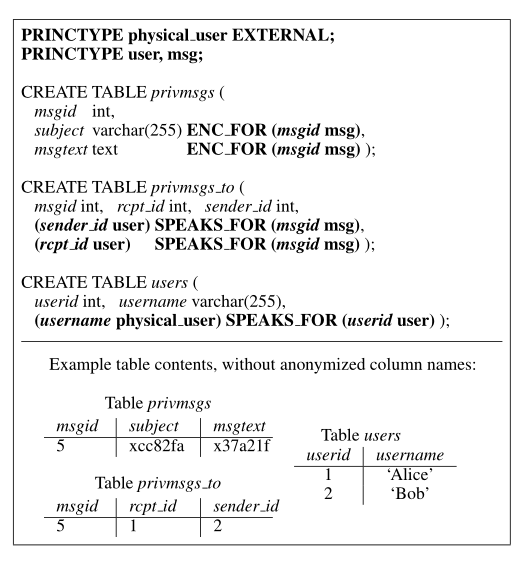 PRINCTYPE physical_user EXTERNAL;
PRINCTYPE user, msg;
CREATE TABLE privmsgs (
msgid int,
subject varchar(255) ENC_FOR (msgid msg),
msgtext text ENC_FOR (msgid msg) );
CREATE TABLE privmsgs_to (
msgid int, rcpt_id int, sender_id int,
(sender_id user) SPEAKS_FOR (msgid msg),
(rcpt_id user) SPEAKS_FOR (msgid msg) );
CREATE TABLE users (
userid int, username varchar(255),
(username physical_user) SPEAKS_FOR (userid user) );
Example table contents, without anonymized column names:
Table privmsgs
msgid subject msgtext
5 xcc82fa x37a21f
Table privmsgs_to
msgid rcpt_id sender_id
5 1 2
Table users
userid username
1 ‘Alice’
2 ‘Bob’